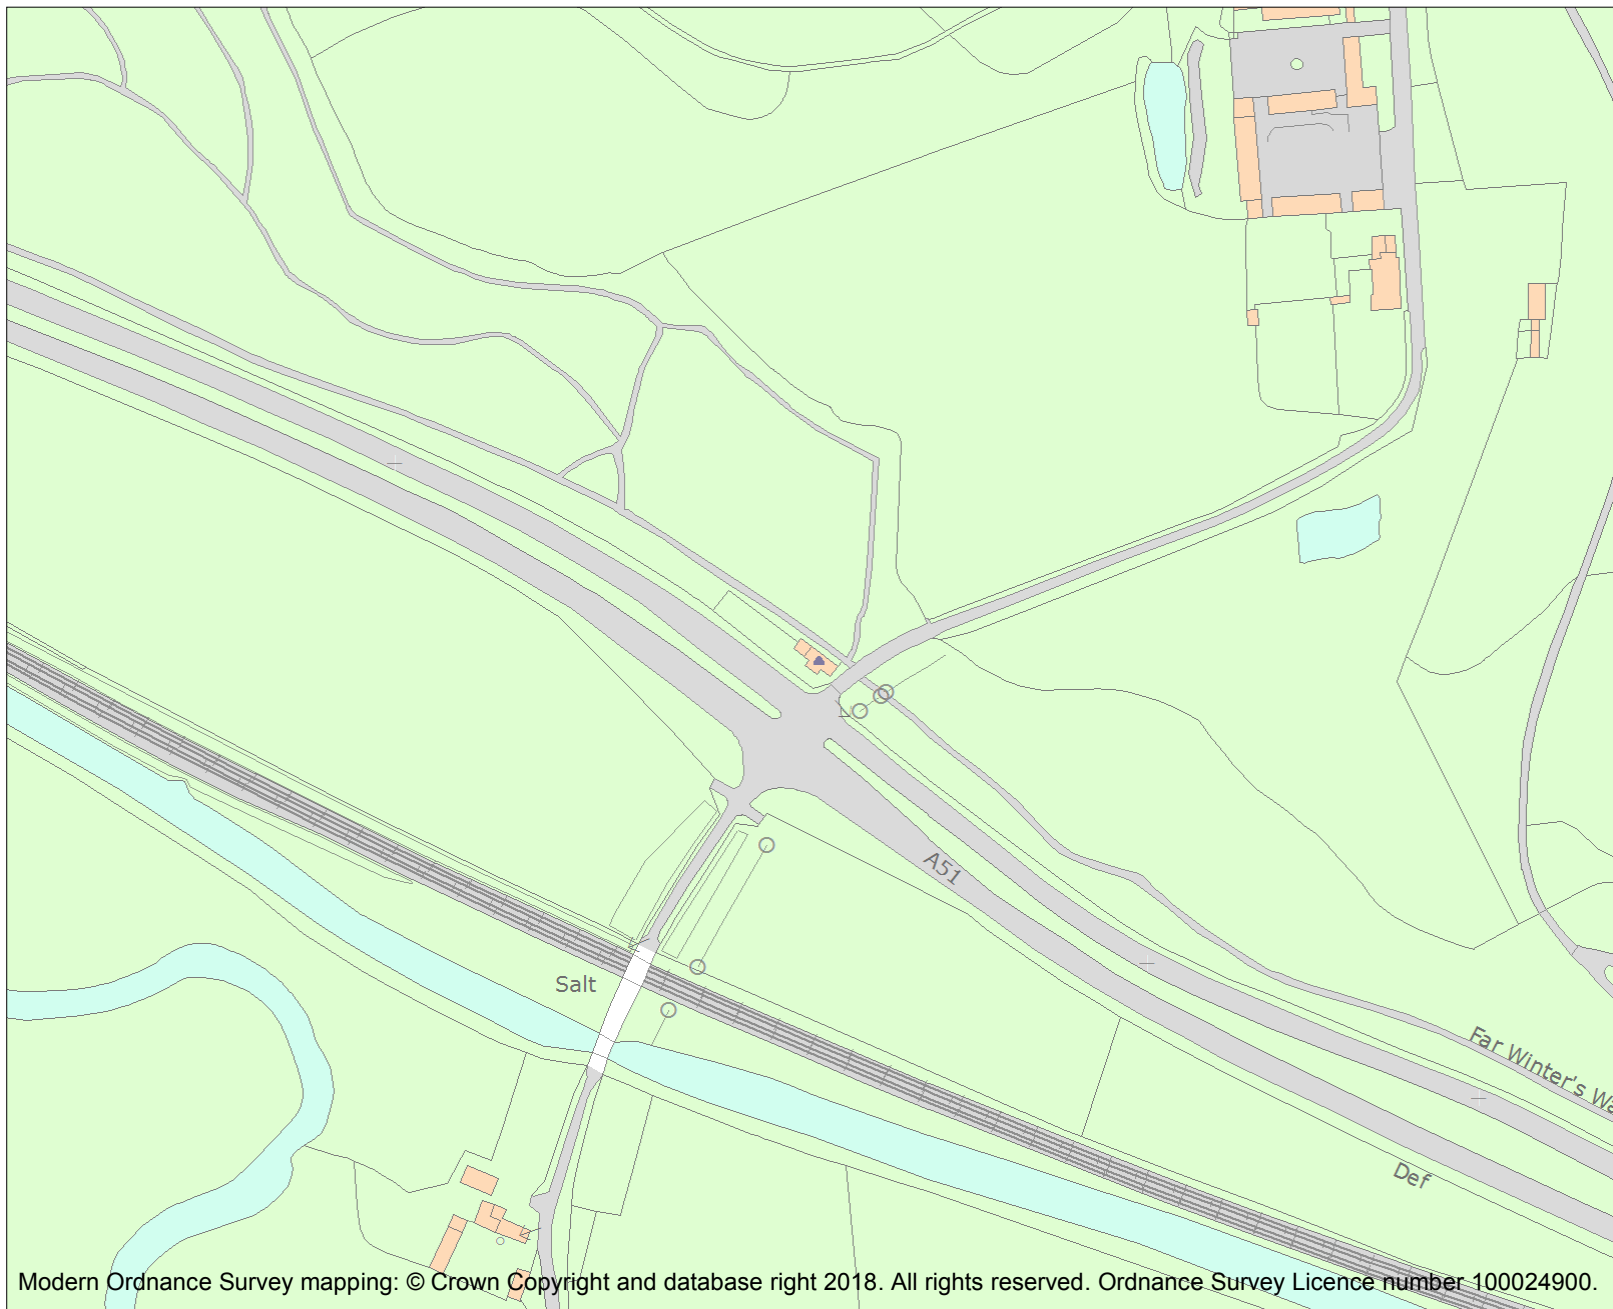 A51
Salt
Far Winter's
Def
Modern Ordnance Survey mapping: © Crown Copyright and database right 2018. All rights reserved. Ordnance Survey Licence number 100024900.